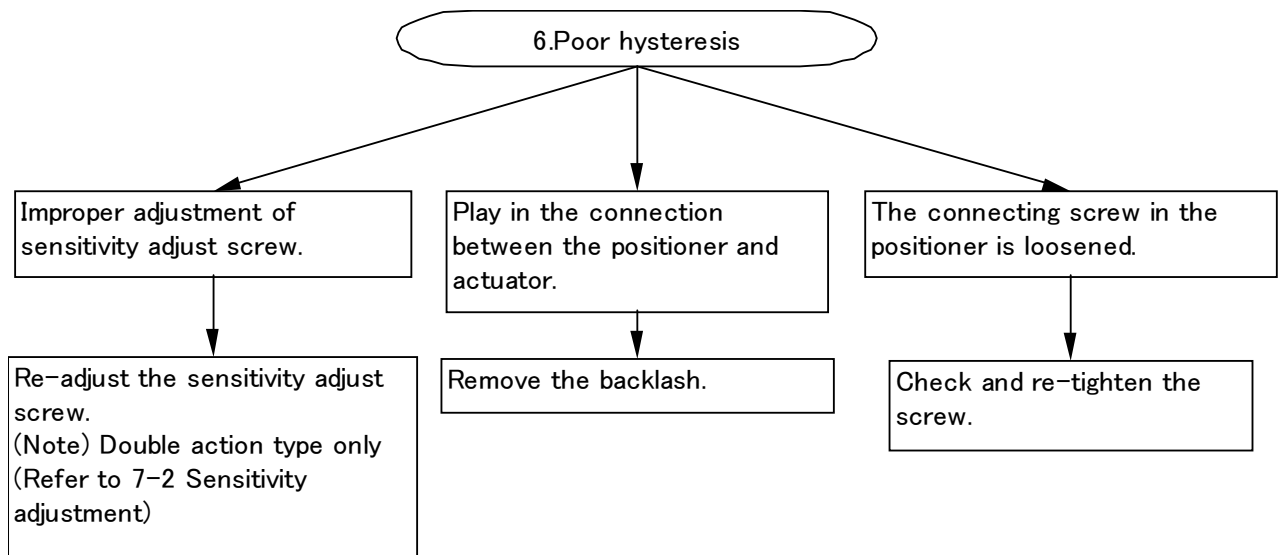 6.Poor hysteresis
Improper adjustment of
sensitivity adjust screw.
Play in the connection
between the positioner and
actuator.
The connecting screw in the
positioner is loosened.
Re-adjust the sensitivity adjust
screw.
(Note) Double action type only
(Refer to 7-2 Sensitivity
adjustment)
Remove the backlash.
Check and re-tighten the
screw.